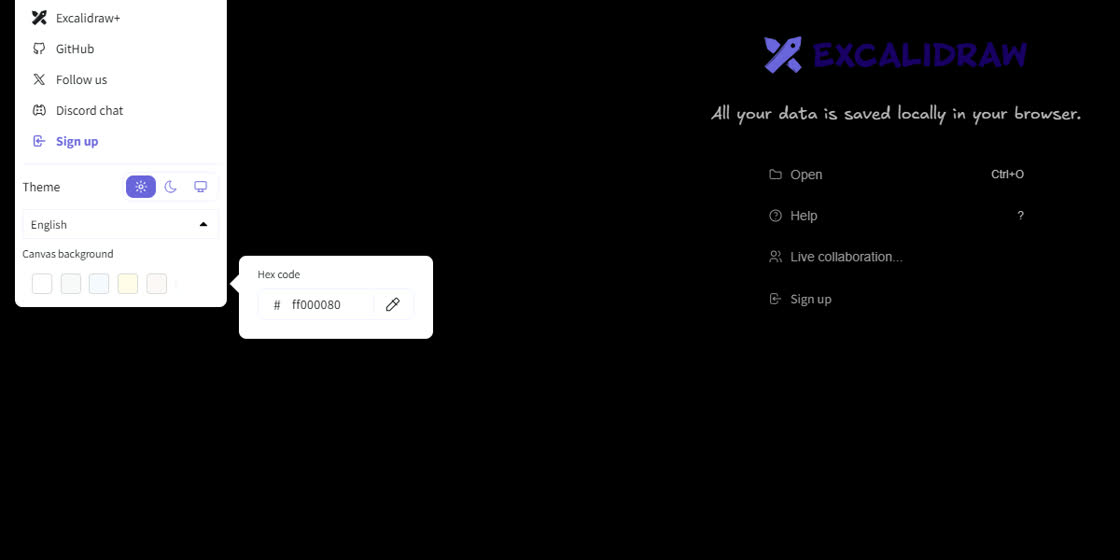 Excalidraw+
GitHub
Follow us
Discord chat
Sign up
Theme
English
Canvas background
Hex code
# ff000080
EXCALIDRAW
All your data is saved locally in your browser.
Open Ctrl+O
Help ?
Live collaboration...
Sign up